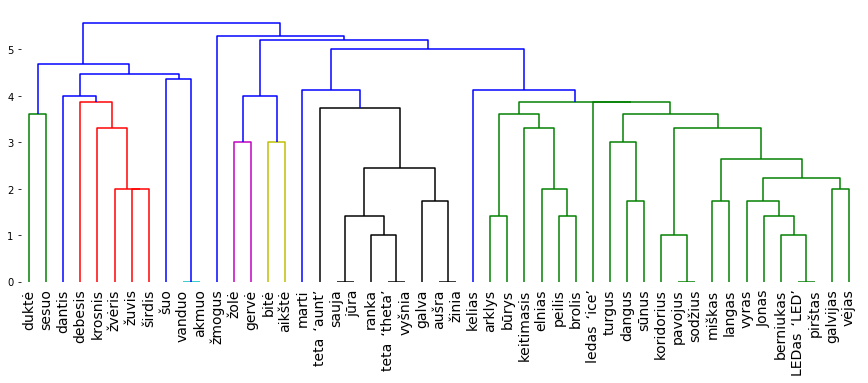 5
4
3
2
1
0
duktė
sesuo
dantis
debesis
krosnis
žvėris
žuvis
širdis
šuo
vanduo
akmuo
žmogus
žolė
gervė
bitė
aikštė
marti
teta ‘aunt’
sauja
jūra
ranka
teta ‘theta’
vyšnia
galva
aušra
žinia
kelias
arklys
būrys
keitimasis
elnias
peilis
brolis
ledas ‘ice’
turgus
dangus
sūnus
koridorius
pavojus
sodžius
miškas
langas
vyras
Jonas
berniukas
LEDas ‘LED’
pirštas
galvijas
vėjas